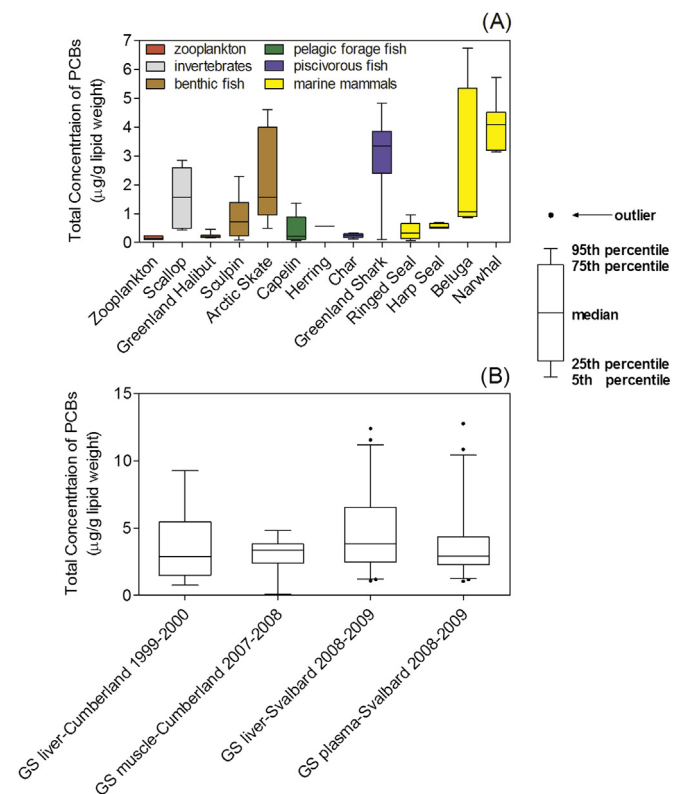 (A)
Total Concentrtaion of PCBs
(µg/g lipid weight)
7
6
5
4
3
2
1
0
zooplankton
invertebrates
benthic fish
pelagic forage fish
piscivorous fish
marine mammals
Zooplankton
Scallop
Greenland Halibut
Sculpin
Arctic Skate
Capelin
Herring
Char
Greenland Shark
Ringed Seal
Harp Seal
Beluga
Narwhal
outlier
95th percentile
75th percentile
median
25th percentile
5th percentile
(B)
Total Concentrtaion of PCBs
(µg/g lipid weight)
15
10
5
0
GS liver-Cumberland 1999-2000
GS muscle-Cumberland 2007-2008
GS liver-Svalbard 2008-2009
GS plasma-Svalbard 2008-2009